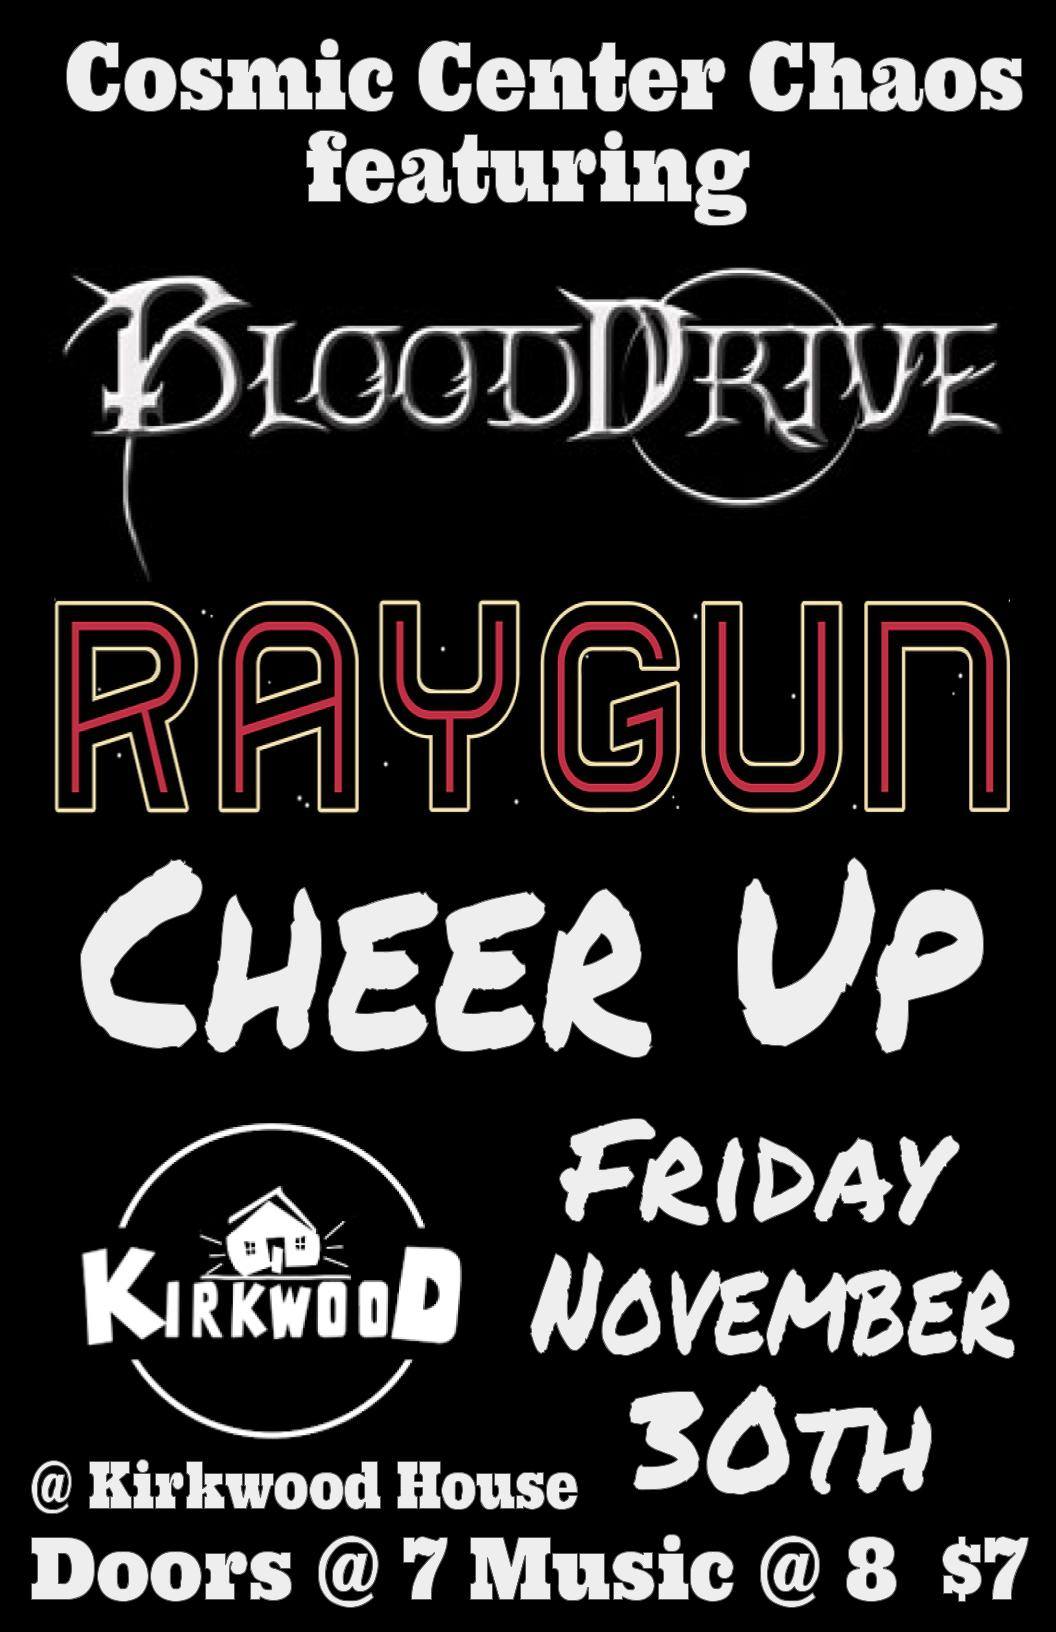 Cosmic Center Chaos
featuring
BLOODDRIVE
RAYGUN
CHEER UP
KIRKWOOD
FRIDAY
NOVEMBER
30TH
@ Kirkwood House
Doors @ 7 Music @ 8 $7